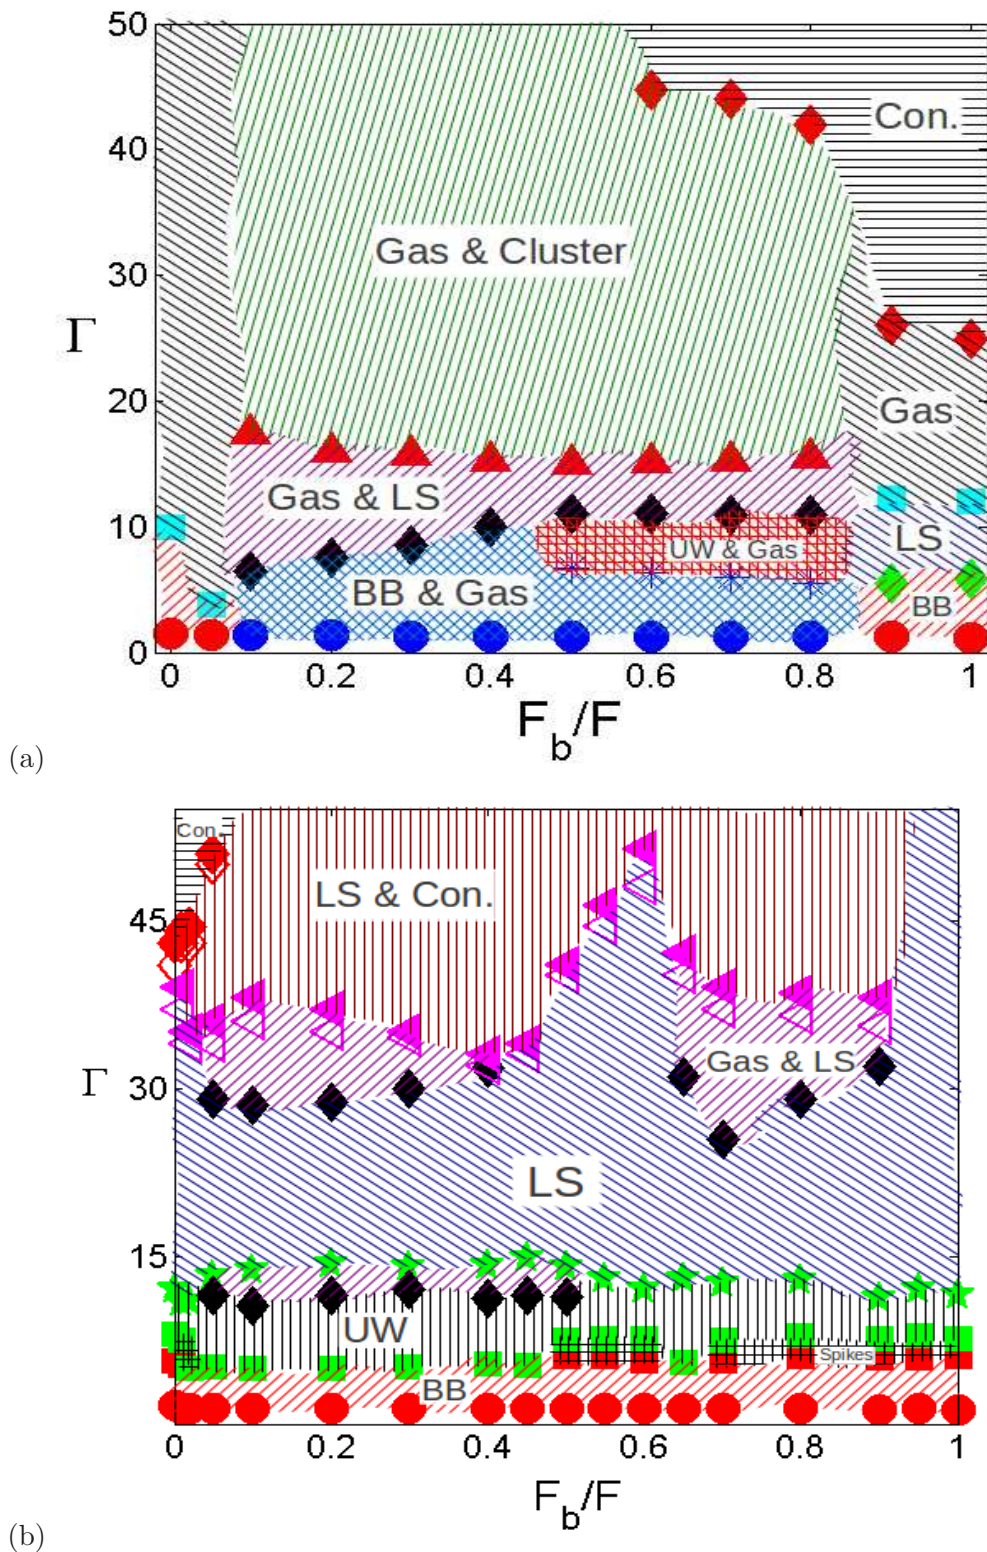 50
40
30
20
10
0
Γ
Con.
Gas & Cluster
Gas
Gas & LS
UW & Gas
LS
BB & Gas
BB
0 0.2 0.4 0.6 0.8 1
F_b/F
(a)
Con.
LS & Con.
45
Γ
30
Gas & LS
LS
15
UW
Spikes
BB
0 0.2 0.4 0.6 0.8 1
F_b/F
(b)